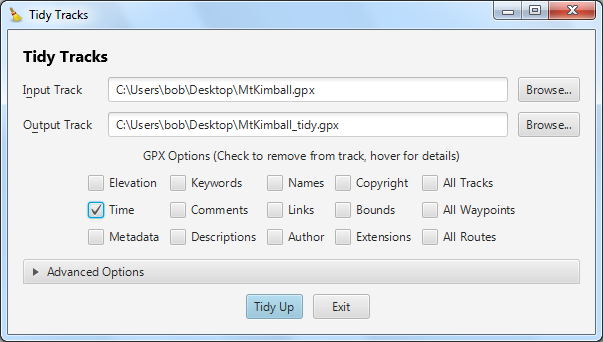 Tidy Tracks
Tidy Tracks
Input Track C:\Users\bob\Desktop\MtKimball.gpx Browse...
Output Track C:\Users\bob\Desktop\MtKimball_tidy.gpx Browse...
GPX Options (Check to remove from track, hover for details)
Elevation Keywords Names Copyright All Tracks
Time Comments Links Bounds All Waypoints
Metadata Descriptions Author Extensions All Routes
Advanced Options
Tidy Up Exit